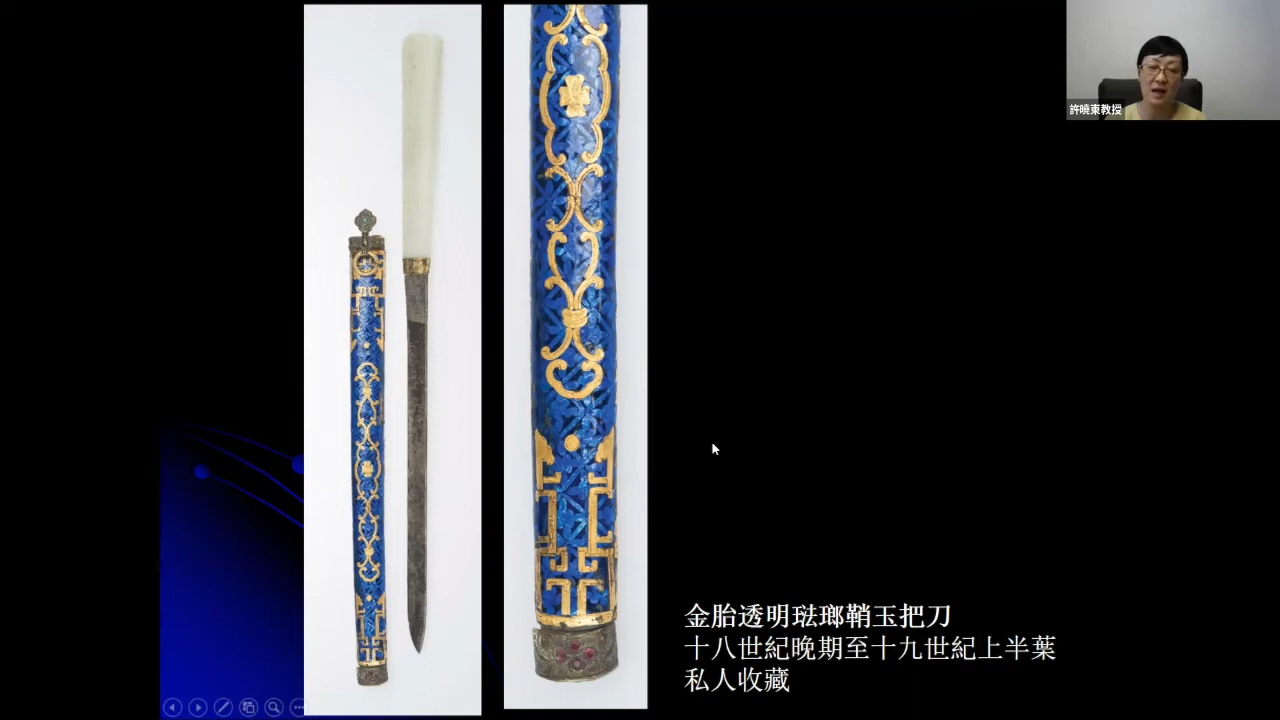 許曉東教授
金胎透明琺瑯鞘玉把刀
十八世紀晚期至十九世紀上半葉
私人收藏